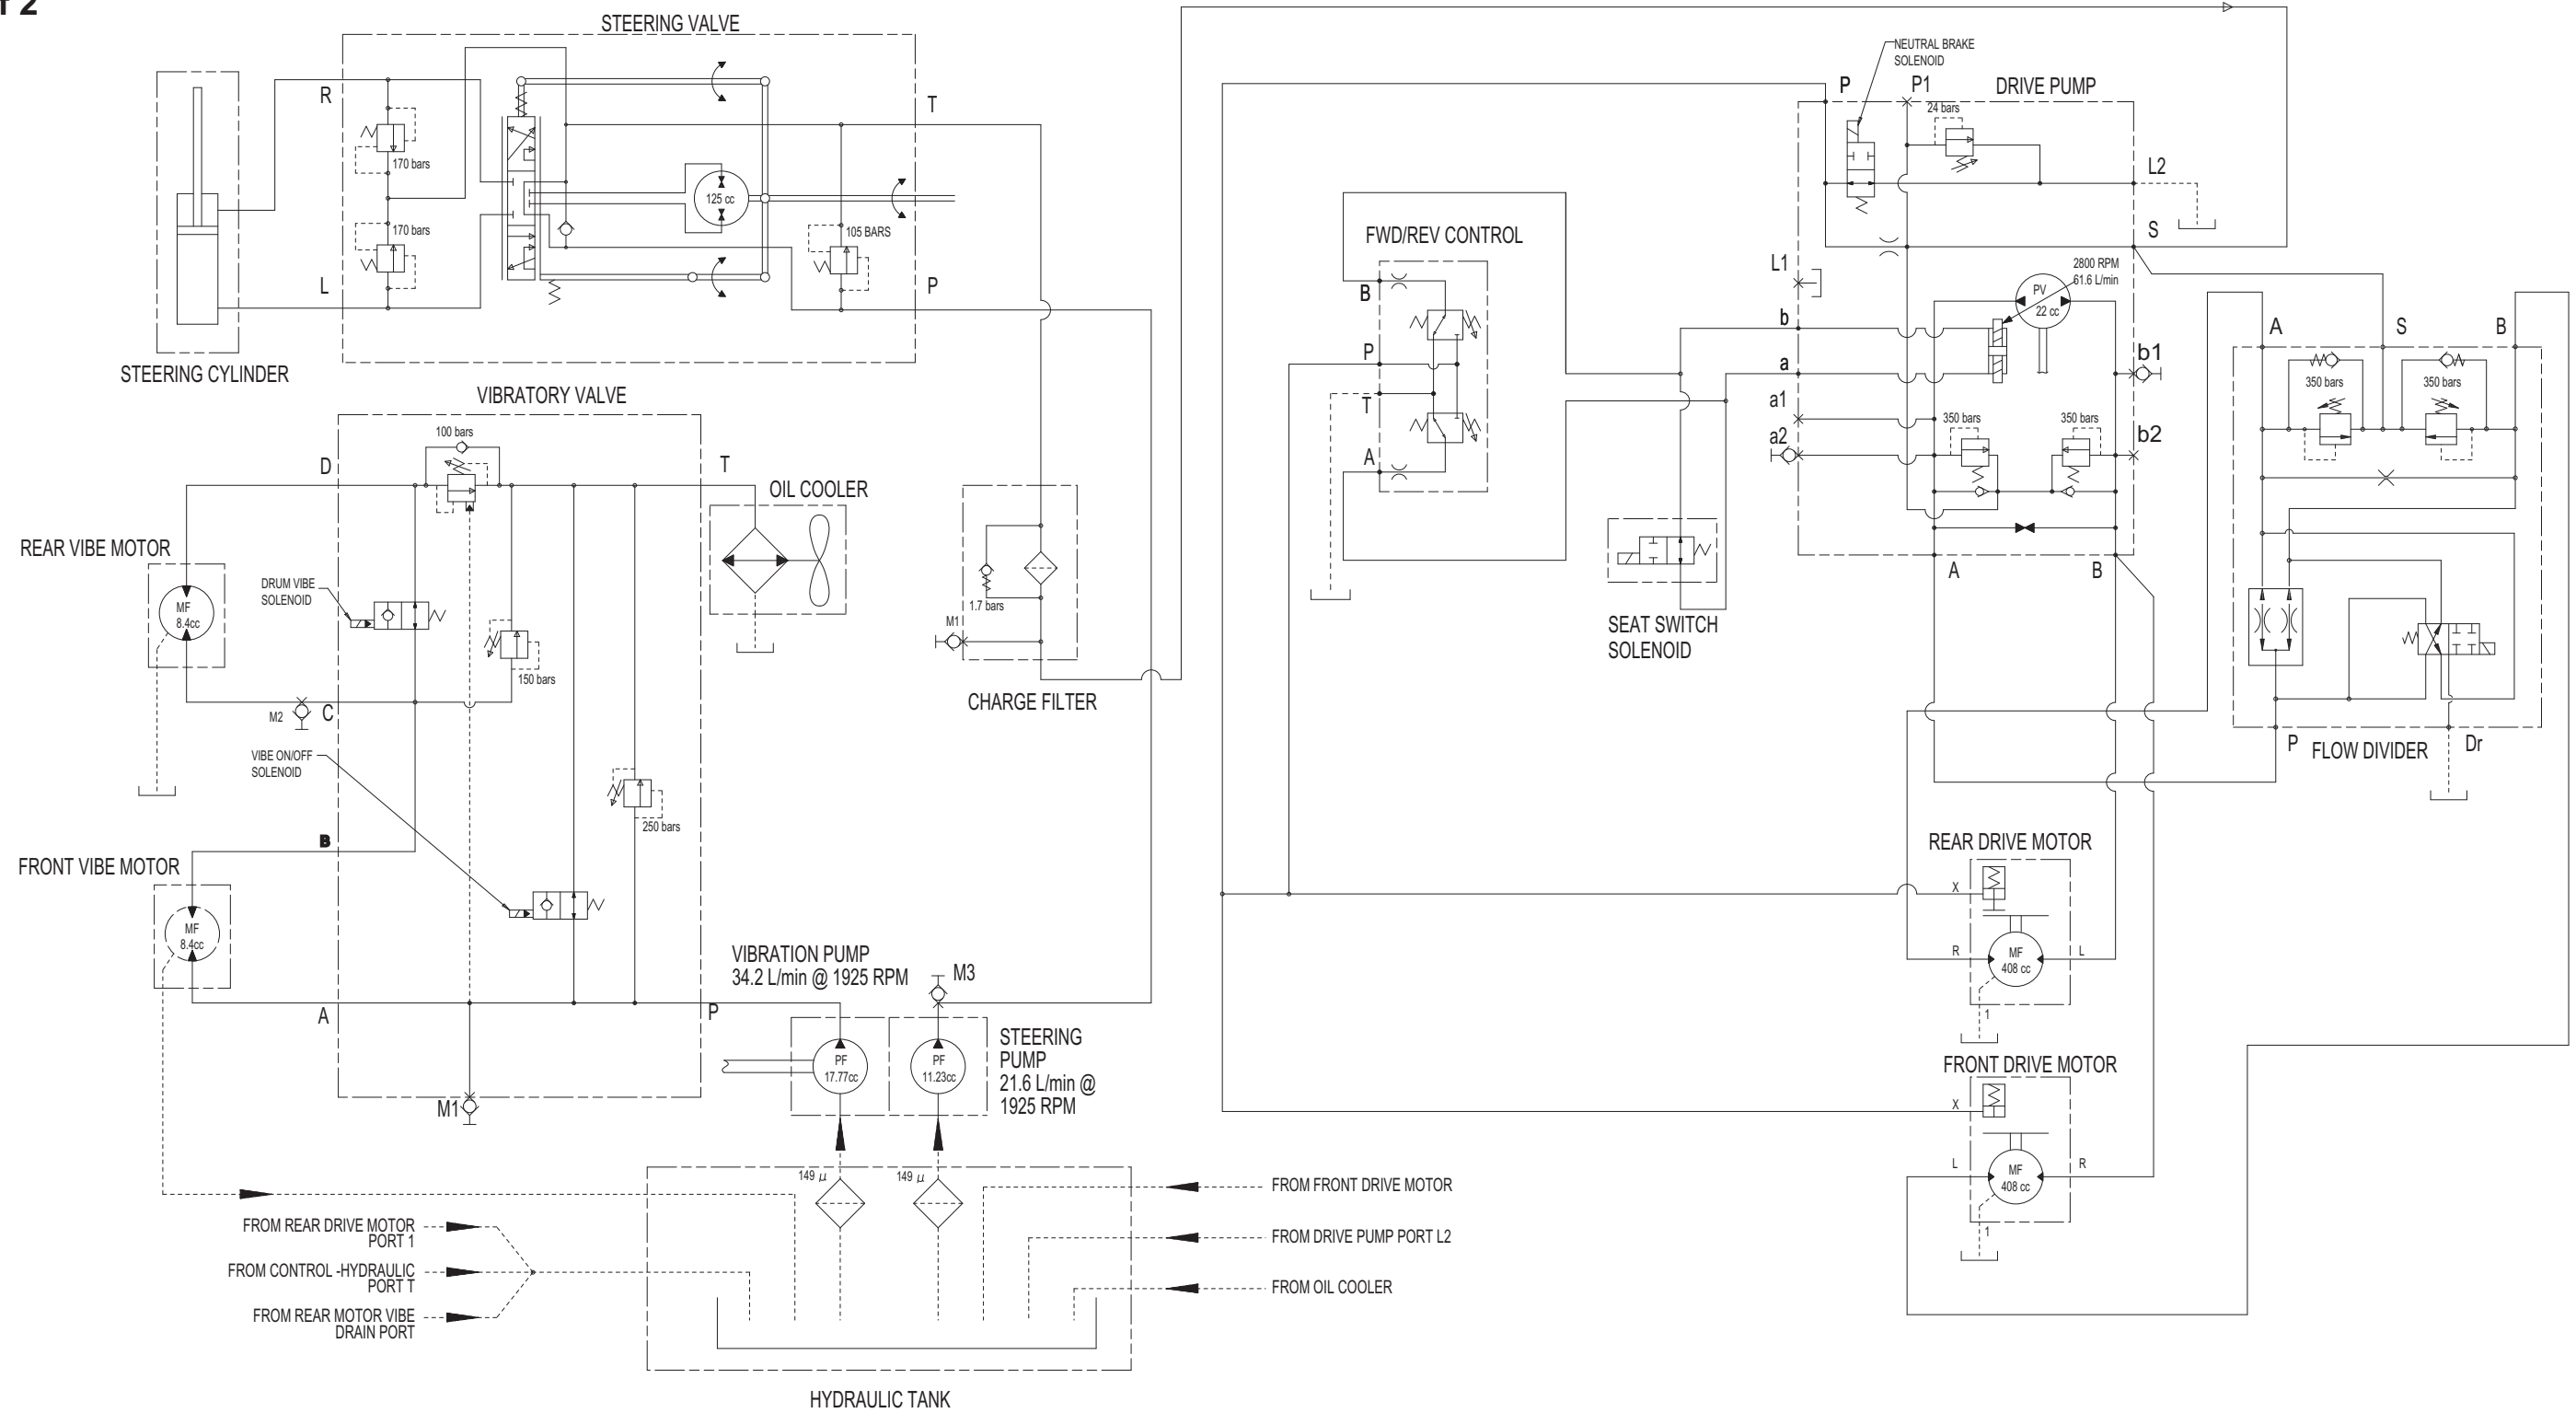 f 2
STEERING VALVE
R
T
170 bars
125 cc
170 bars
105 BARS
L
P
STEERING CYLINDER
VIBRATORY VALVE
100 bars
D
T
OIL COOLER
REAR VIBE MOTOR
DRUM VIBE
SOLENOID
MF
8.4cc
150 bars
M2
C
1.7 bars
M1
CHARGE FILTER
VIBE ON/OFF
SOLENOID
250 bars
B
FRONT VIBE MOTOR
MF
8.4cc
A
P
M1
VIBRATION PUMP
34.2 L/min @ 1925 RPM
M3
PF
17.77cc
PF
11.23cc
STEERING
PUMP
21.6 L/min @
1925 RPM
149 μ
149 μ
FROM REAR DRIVE MOTOR
PORT 1
FROM CONTROL -HYDRAULIC
PORT T
FROM REAR MOTOR VIBE
DRAIN PORT
FROM FRONT DRIVE MOTOR
FROM DRIVE PUMP PORT L2
FROM OIL COOLER
HYDRAULIC TANK
NEUTRAL BRAKE
SOLENOID
P
P1
DRIVE PUMP
24 bars
L2
S
FWD/REV CONTROL
B
P
T
A
L1
2800 RPM
61.6 L/min
PV
22 cc
b
a
a1
a2
b1
b2
350 bars
350 bars
A
B
SEAT SWITCH
SOLENOID
A
S
B
350 bars
350 bars
P
FLOW DIVIDER
Dr
REAR DRIVE MOTOR
X
R
MF
408 cc
L
1
FRONT DRIVE MOTOR
X
L
MF
408 cc
R
1